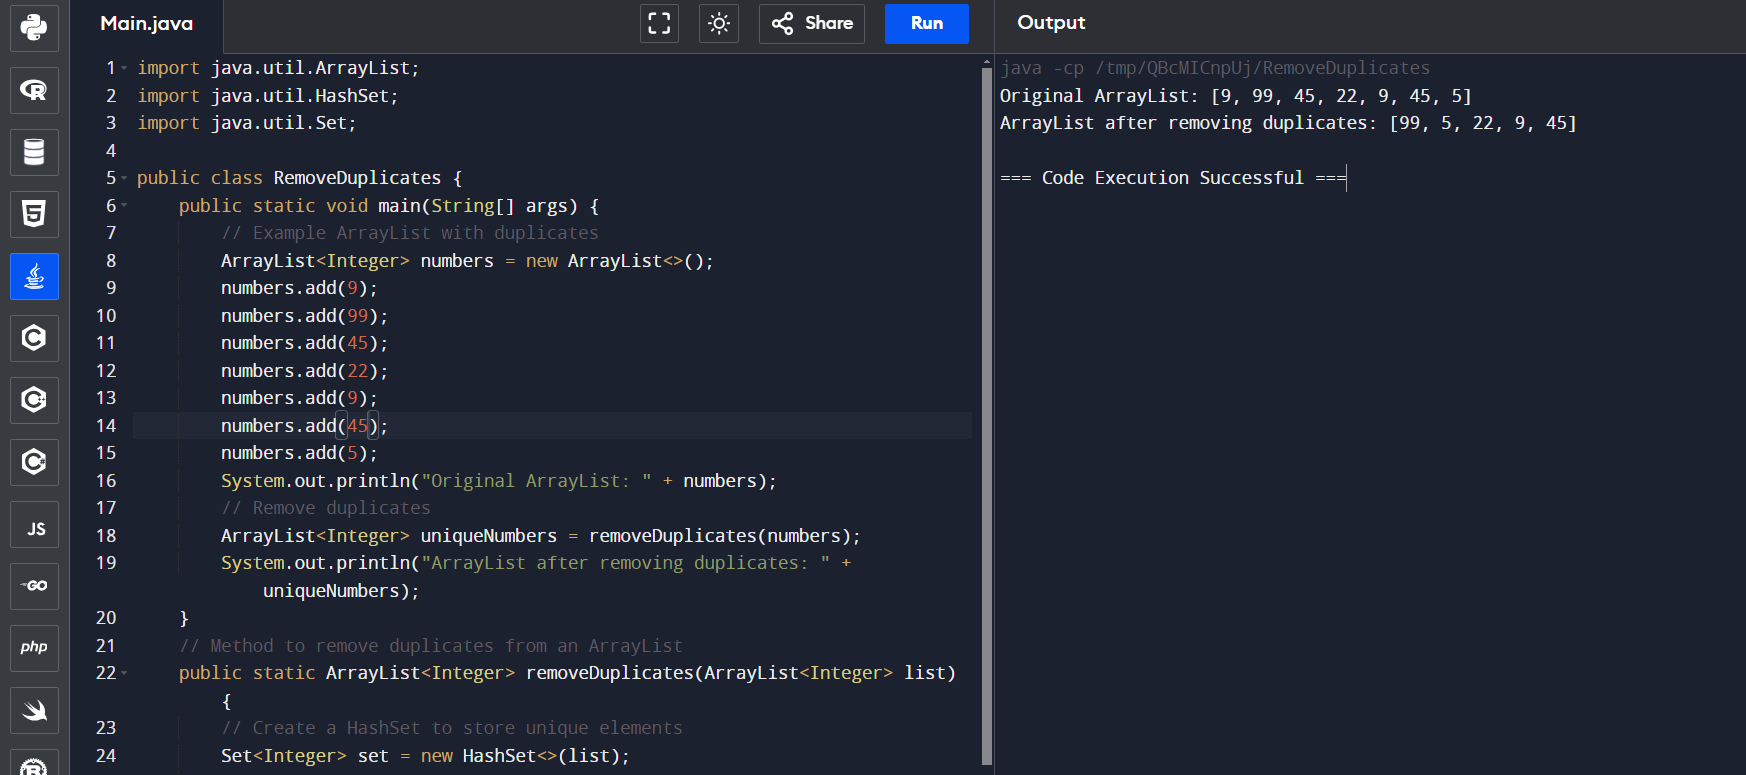 Main.java
Share
Run
Output
1 import java.util.ArrayList;
2 import java.util.HashSet;
3 import java.util.Set;
4
5 public class RemoveDuplicates {
6     public static void main(String[] args) {
7         // Example ArrayList with duplicates
8         ArrayList<Integer> numbers = new ArrayList<>();
9         numbers.add(9);
10         numbers.add(99);
11         numbers.add(45);
12         numbers.add(22);
13         numbers.add(9);
14         numbers.add(45);
15         numbers.add(5);
16         System.out.println("Original ArrayList: " + numbers);
17         // Remove duplicates
18         ArrayList<Integer> uniqueNumbers = removeDuplicates(numbers);
19         System.out.println("ArrayList after removing duplicates: " +
            uniqueNumbers);
20     }
21     // Method to remove duplicates from an ArrayList
22     public static ArrayList<Integer> removeDuplicates(ArrayList<Integer> list)
        {
23         // Create a HashSet to store unique elements
24         Set<Integer> set = new HashSet<>(list);
java -cp /tmp/QBcMICnpUj/RemoveDuplicates
Original ArrayList: [9, 99, 45, 22, 9, 45, 5]
ArrayList after removing duplicates: [99, 5, 22, 9, 45]
=== Code Execution Successful ===
R
5
C
C++
C#
JS
GO
php
R